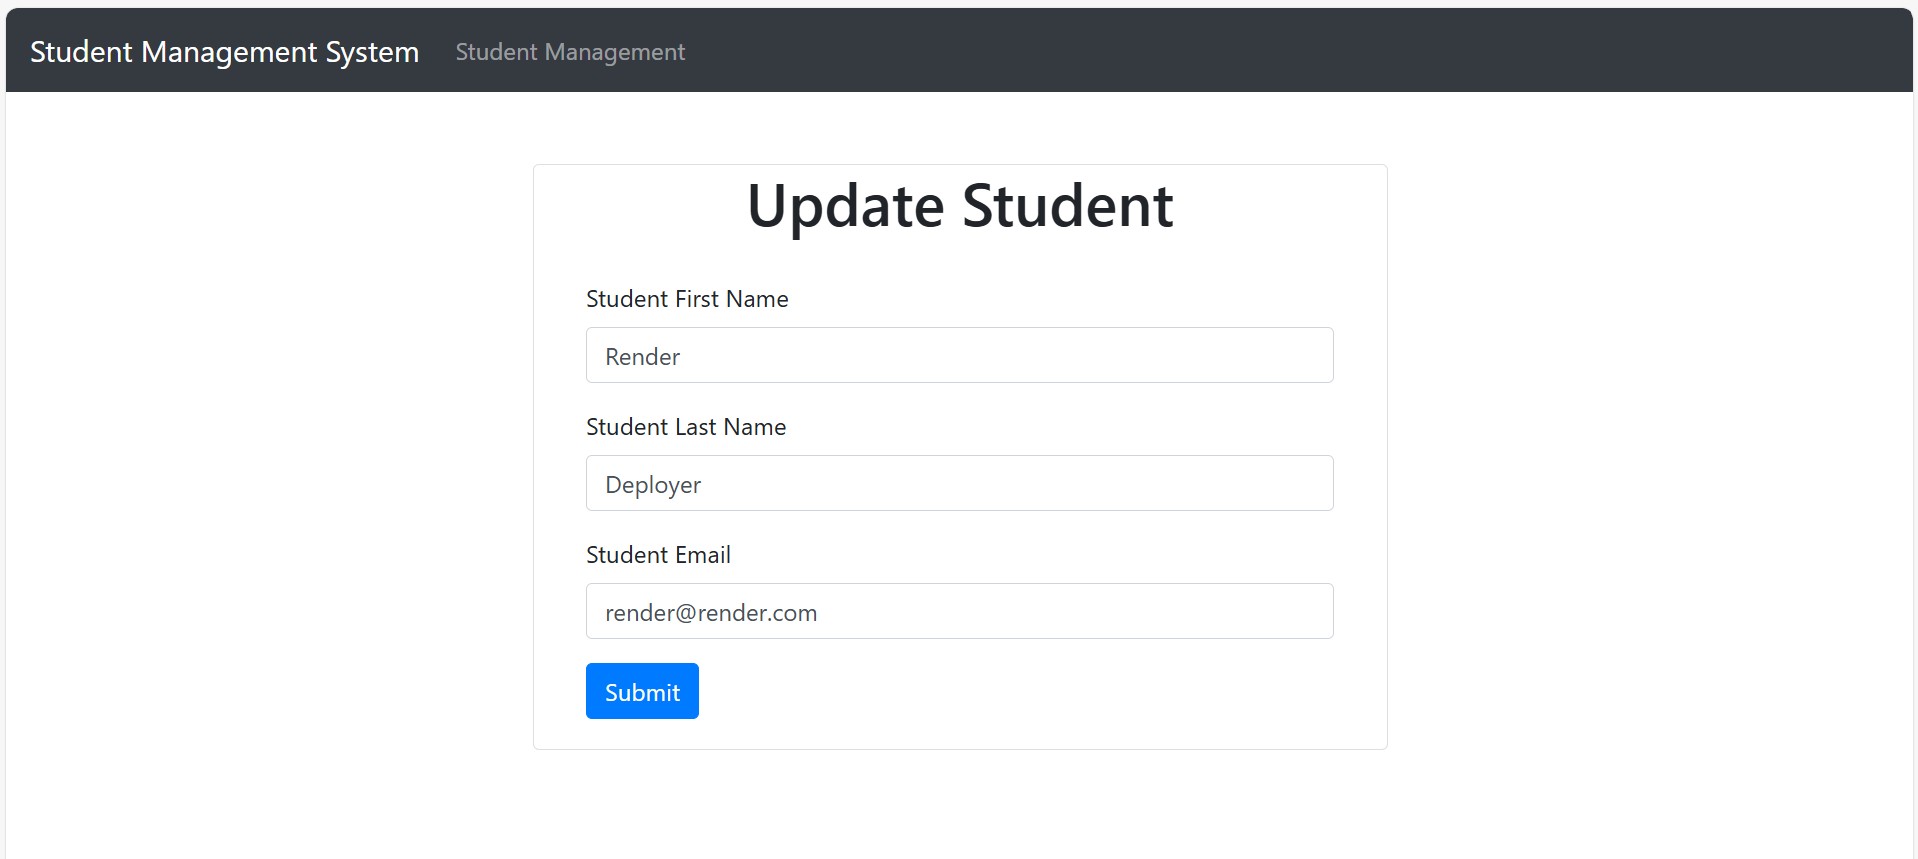 Student Management System Student Management
Update Student
Student First Name
Render
Student Last Name
Deployer
Student Email
render@render.com
Submit